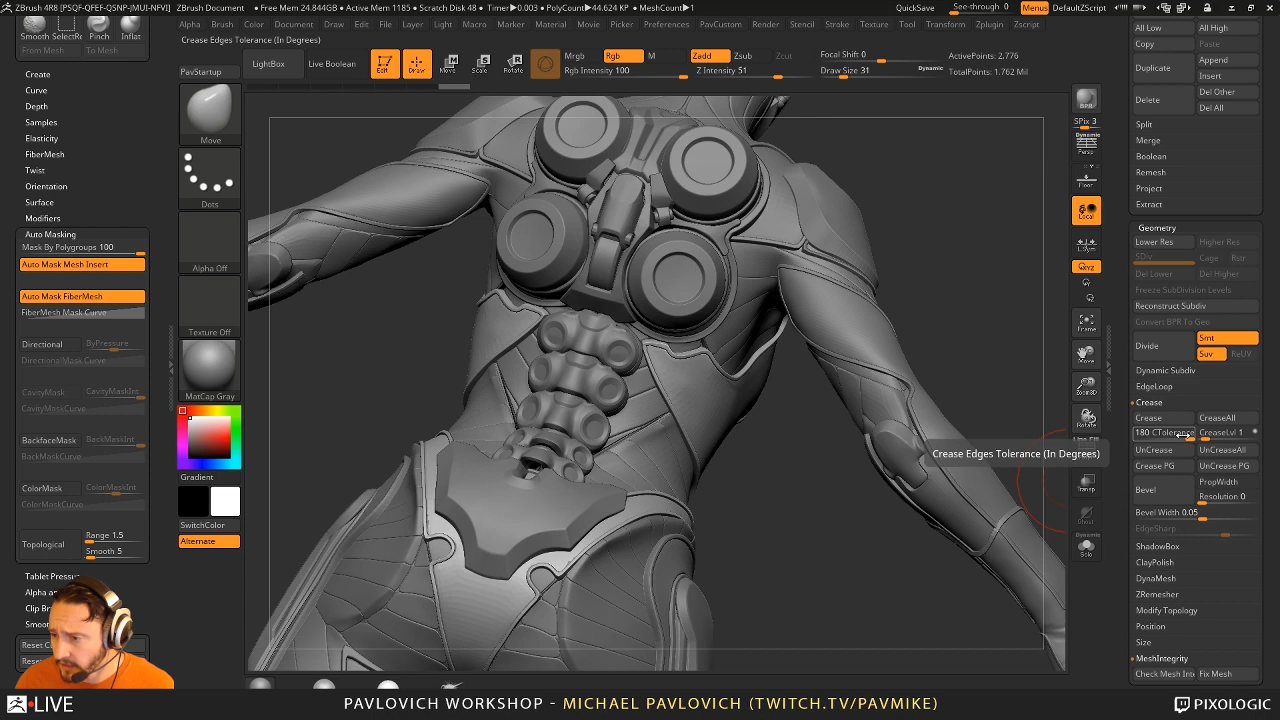 ZBrush 4R8 [PSQF-QFEF-QSNP-JMUI-NVFI]
ZBrush Document
• Free 24.844GB • Active Mem 1185 • Scratch Disk 48 • Timer▶0.003 • PolyCount▶44.624 KP • MeshCount▶1
QuickSave
See-through 0
Menus
DefaultZScript
Alpha
Brush
Color
Document
Draw
Edit
File
Layer
Light
Macro
Marker
Material
Movie
Picker
Preferences
PavCustom
Render
Stencil
Stroke
Texture
Tool
Transform
Zplugin
Zscript
Crease Edges Tolerance (In Degrees)
PavStartup
LightBox
Live Boolean
Edit
Draw
Move
Scale
Rotate
Mrgb
Rgb
M
Rgb Intensity 100
Zadd
Zsub
Zcut
Z Intensity 51
Focal Shift 0
Draw Size 31
Dynamic
ActivePoints: 2,776
TotalPoints: 1.762 Mil
Smooth
Pinch
Inflat
From Mesh
To Mesh
Create
Curve
Depth
Samples
Elasticity
FiberMesh
Twist
Orientation
Surface
Modifiers
Auto Masking
Mask By Polygroups 100
Auto Mask Mesh Insert
Auto Mask FiberMesh
FiberMesh Mask Curve
Directional
ByPressure
DirectionalMask Curve
CavityMask
CavityMaskInt
CavityMaskCurve
BackfaceMask
BackMaskInt
BackMaskCurve
ColorMask
ColorMaskInt
ColorMaskCurve
Topological
Range 1.5
Smooth 5
Move
Dots
Alpha Off
Texture Off
MatCap Gray
Gradient
SwitchColor
Alternate
BPR
SPix 3
Dynamic
Persp
Floor
Local
XYZ
Frame
Move
Zoom3D
Rotate
Transp
Ghost
Dynamic
Solo
All Low
All High
Copy
Paste
Duplicate
Append
Insert
Delete
Del Other
Del All
Split
Merge
Boolean
Remesh
Project
Extract
Geometry
Lower Res
Higher Res
SDiv
Cage
Rstr
Del Lower
Del Higher
Freeze SubDivision Levels
Reconstruct Subdiv
Convert BPR To Geo
Divide
Smt
Suv
ReUV
Dynamic Subdiv
EdgeLoop
Crease
Crease
CreaseAll
180 CTolerance
CreaseLvl 1
UnCrease
UnCreaseAll
Crease PG
UnCrease PG
Bevel
PropWidth
Resolution 0
Bevel Width 0.05
EdgeSharp
ShadowBox
ClayPolish
DynaMesh
ZRemesher
Modify Topology
Position
Size
MeshIntegrity
Check Mesh Int
Fix Mesh
Crease Edges Tolerance (In Degrees)
LIVE
PAVLOVICH WORKSHOP - MICHAEL PAVLOVICH (TWITCH.TV/PAVMIKE)
PIXOLOGIC